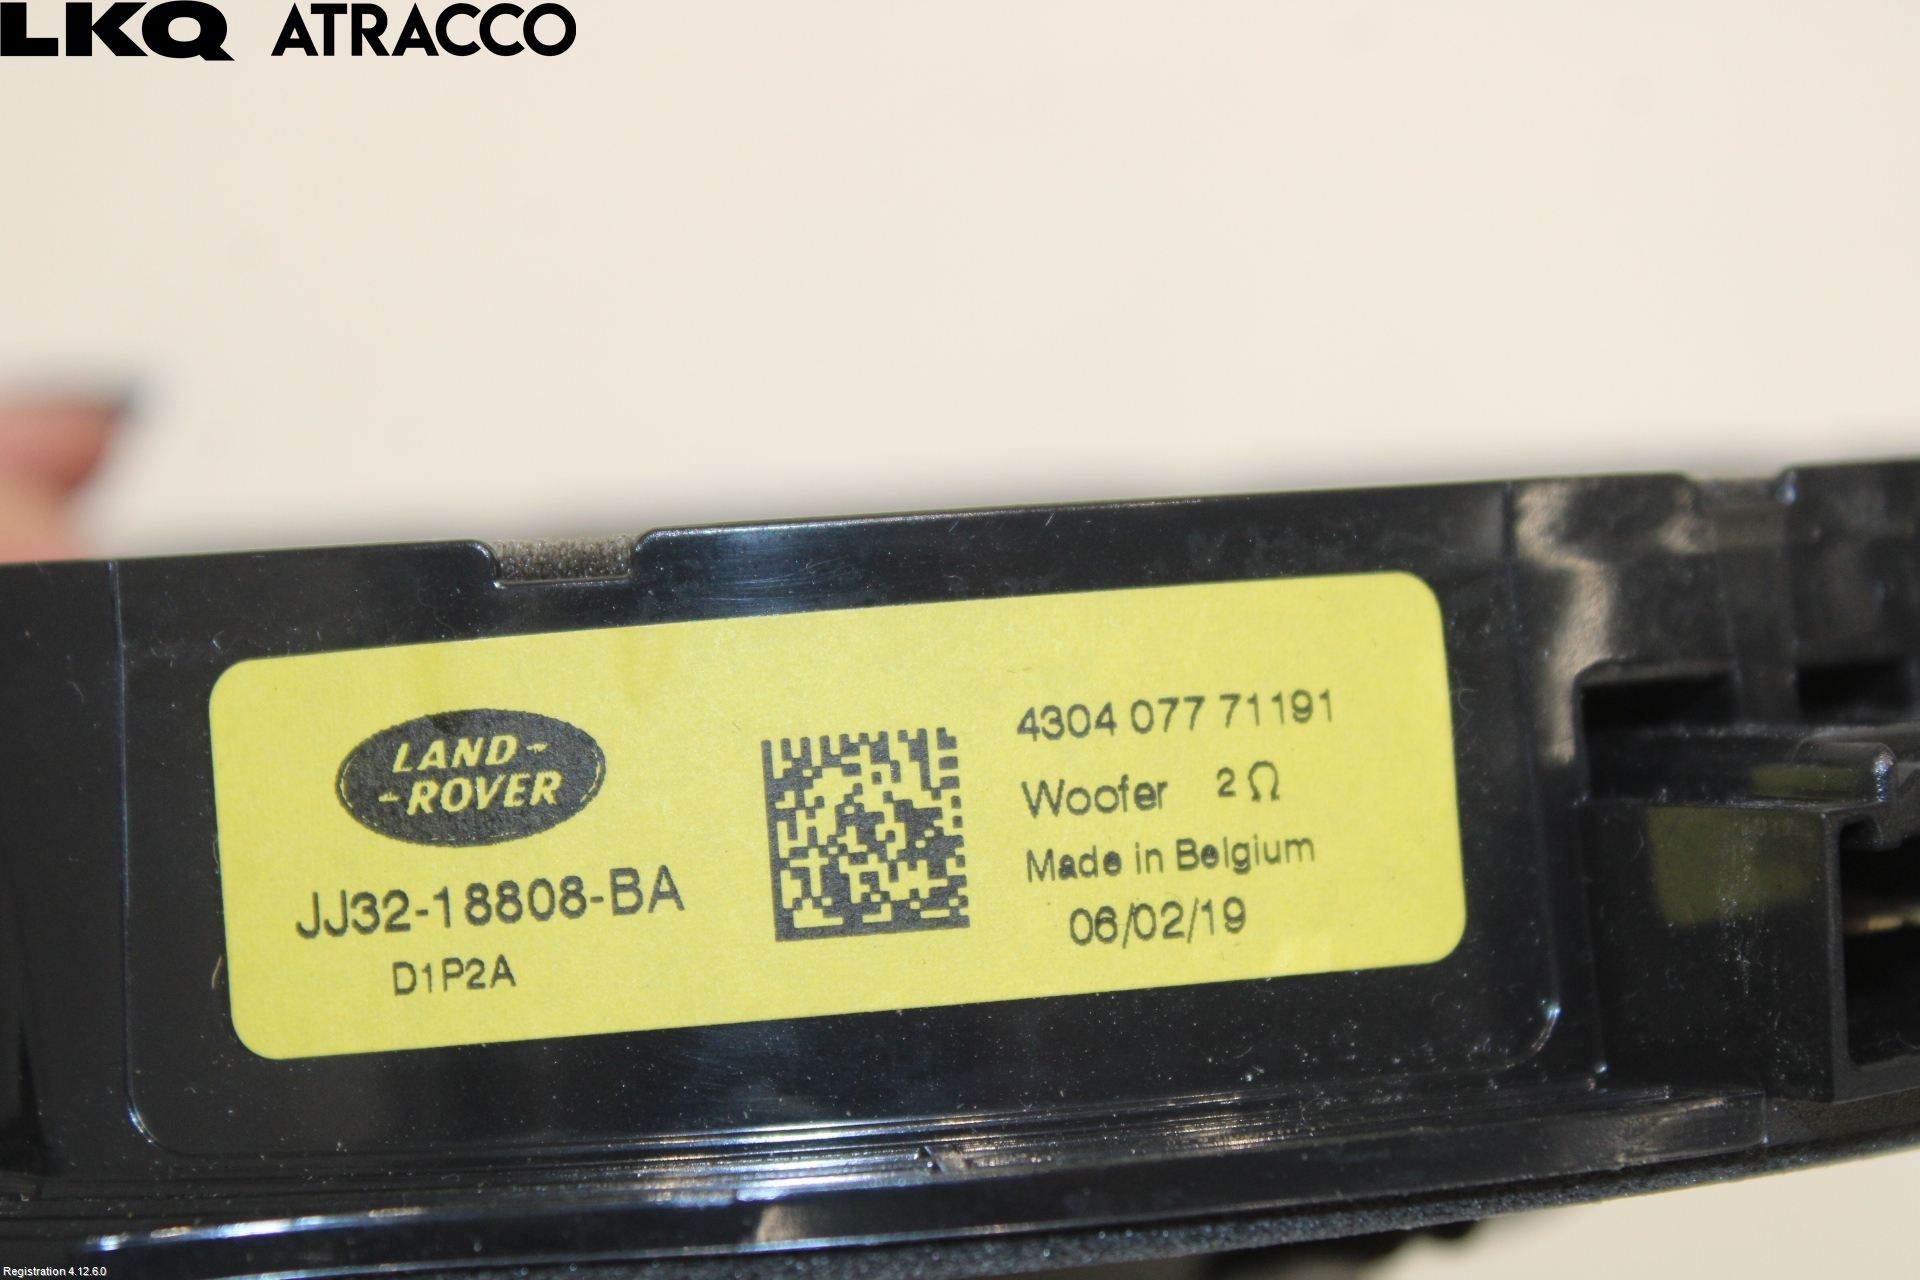 LKQ ATRACCO
LAND-
-ROVER
JJ32-18808-BA
D1P2A
4304 077 71191
Woofer 2 Ω
Made in Belgium
06/02/19
Registration 4.12.6.0